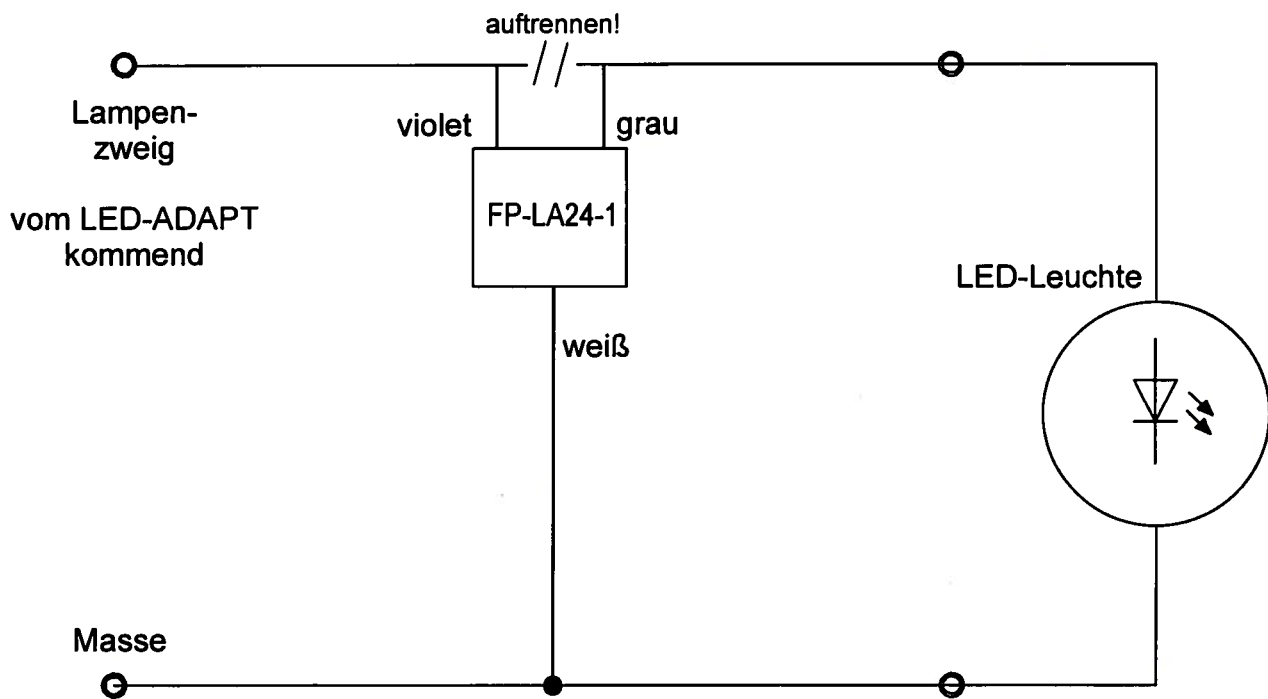 auftrennen!
Lampen-
zweig
violet
grau
vom LED-ADAPT
kommend
FP-LA24-1
LED-Leuchte
weiß
Masse